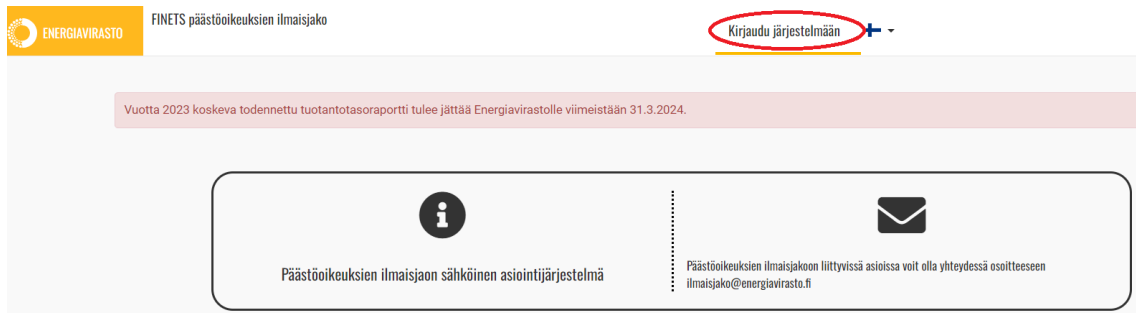 ENERGIAVIRASTO
FINETS päästöoikeuksien ilmaisjako
Kirjaudu järjestelmään
Vuotta 2023 koskeva todennettu tuotantotasoraportti tulee jättää Energiavirastolle viimeistään 31.3.2024.
Päästöoikeuksien ilmaisjaon sähköinen asiointijärjestelmä
Päästöoikeuksien ilmaisjakoon liittyvissä asioissa voit olla yhteydessä osoitteeseen
ilmaisjako@energiavirasto.fi